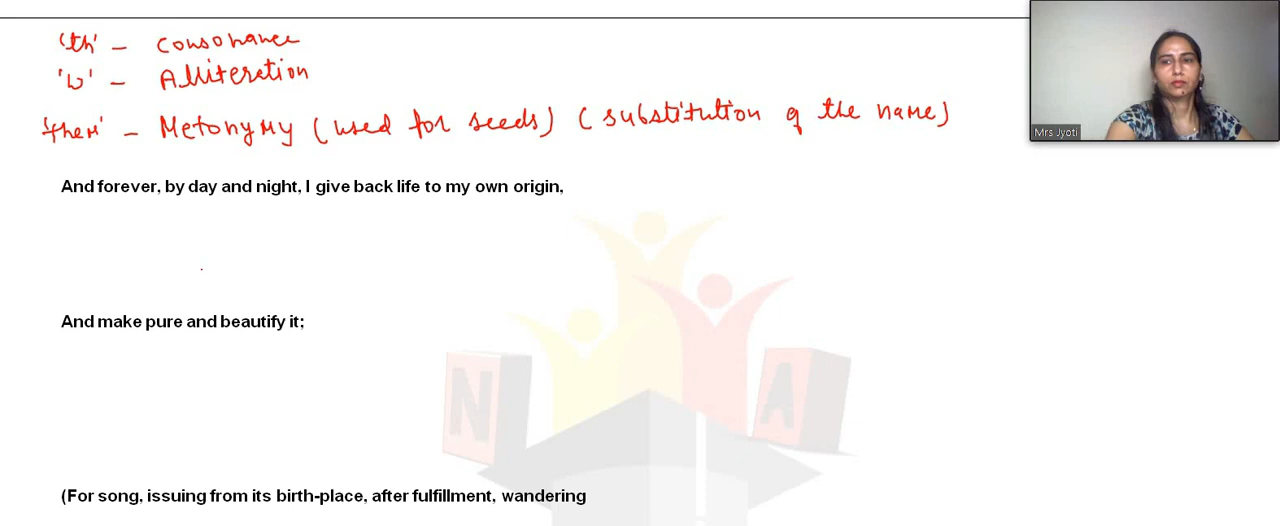 'th' - Consonance
'w' - Alliteration
'them' - Metonymy (used for seeds) (substitution of the name)
Mrs Jyoti
And forever, by day and night, I give back life to my own origin,
And make pure and beautify it;
N A
(For song, issuing from its birth-place, after fulfillment, wandering